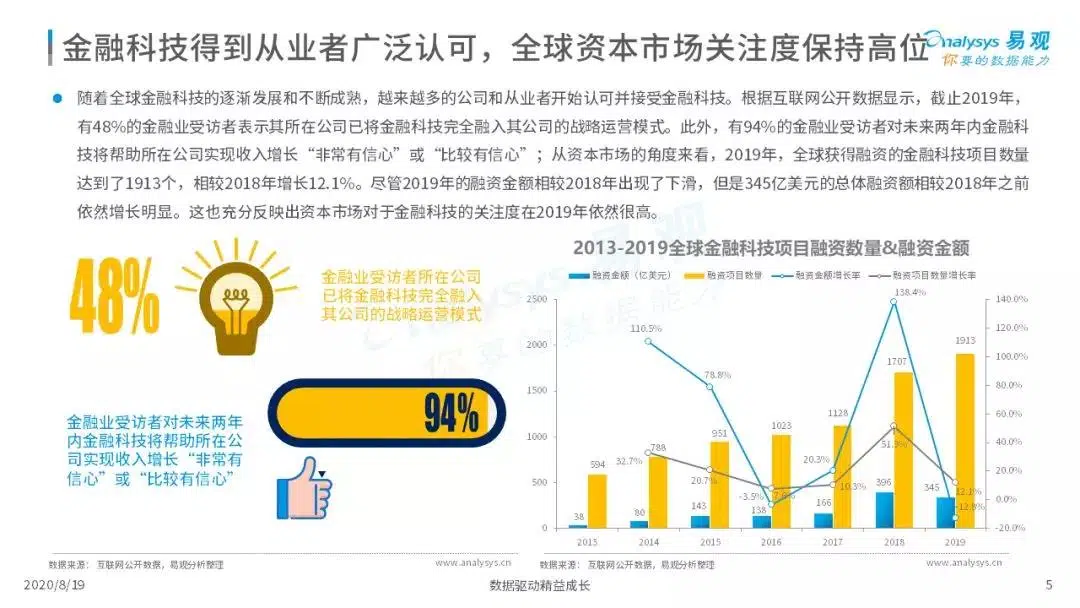 金融科技得到从业者广泛认可，全球资本市场关注度保持高位
analysys 易观
你要的数据能力
随着全球金融科技的逐渐发展和不断成熟，越来越多的公司和从业者开始认可并接受金融科技。根据互联网公开数据显示，截止2019年，
有48%的金融业受访者表示其所在公司已将金融科技完全融入其公司的战略运营模式。此外，有94%的金融业受访者对未来两年内金融科
技将帮助所在公司实现收入增长“非常有信心”或“比较有信心”；从资本市场的角度来看，2019年，全球获得融资的金融科技项目数量
达到了1913个，相较2018年增长12.1%。尽管2019年的融资金额相较2018年出现了下滑，但是345亿美元的总体融资额相较2018年之前
依然增长明显。这也充分反映出资本市场对于金融科技的关注度在2019年依然很高。
48%
金融业受访者所在公司
已将金融科技完全融入
其公司的战略运营模式
94%
金融业受访者对未来两年
内金融科技将帮助所在公
司实现收入增长“非常有
信心”或“比较有信心”
analysys 易观
你要的数据能力
2013-2019全球金融科技项目融资数量&融资金额
融资金额（亿美元） 融资项目数量 融资金额增长率 融资项目数量增长率
2500
2000
1500
1000
500
0
140.0%
120.0%
100.0%
80.0%
60.0%
40.0%
20.0%
0.0%
-20.0%
110.5%
78.8%
-3.5%
20.3%
138.4%
-12.8%
32.7%
20.7%
7.6%
10.3%
51.3%
12.1%
594
788
951
1023
1128
1707
1913
38
80
143
138
166
396
345
2013 2014 2015 2016 2017 2018 2019
数据来源： 互联网公开数据，易观分析整理
www.analysys.cn
数据来源： 互联网公开数据，易观分析整理
www.analysys.cn
2020/8/19
数据驱动精益成长
5